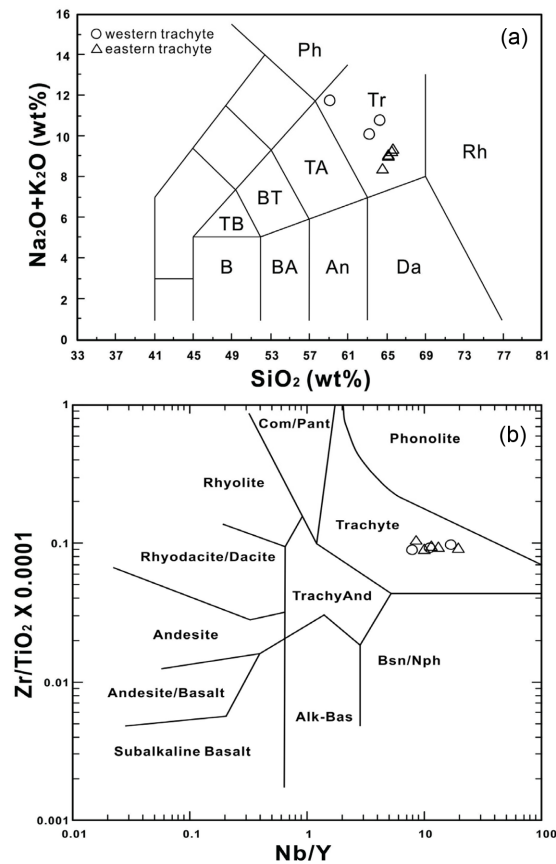 (a)
○ western trachyte
△ eastern trachyte
Na₂O+K₂O (wt%)
16
14
12
10
8
6
4
2
0
Ph
Tr
Rh
TA
BT
TB
B
BA
An
Da
33 37 41 45 49 53 57 61 65 69 73 77 81
SiO₂ (wt%)
(b)
Zr/TiO₂ X 0.0001
1
0.1
0.01
0.001
Com/Pant
Phonolite
Rhyolite
Trachyte
Rhyodacite/Dacite
TrachyAnd
Andesite
Bsn/Nph
Andesite/Basalt
Alk-Bas
Subalkaline Basalt
0.01 0.1 1 10 100
Nb/Y